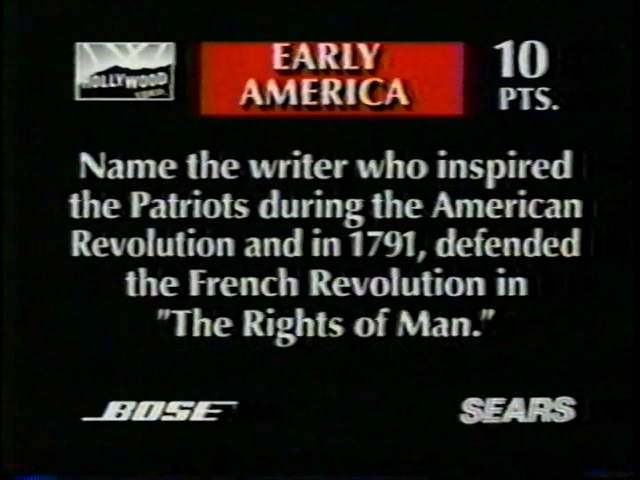 HOLLYWOOD
VIDEO
EARLY
AMERICA
10
PTS.
Name the writer who inspired
the Patriots during the American
Revolution and in 1791, defended
the French Revolution in
"The Rights of Man."
BOSE
SEARS